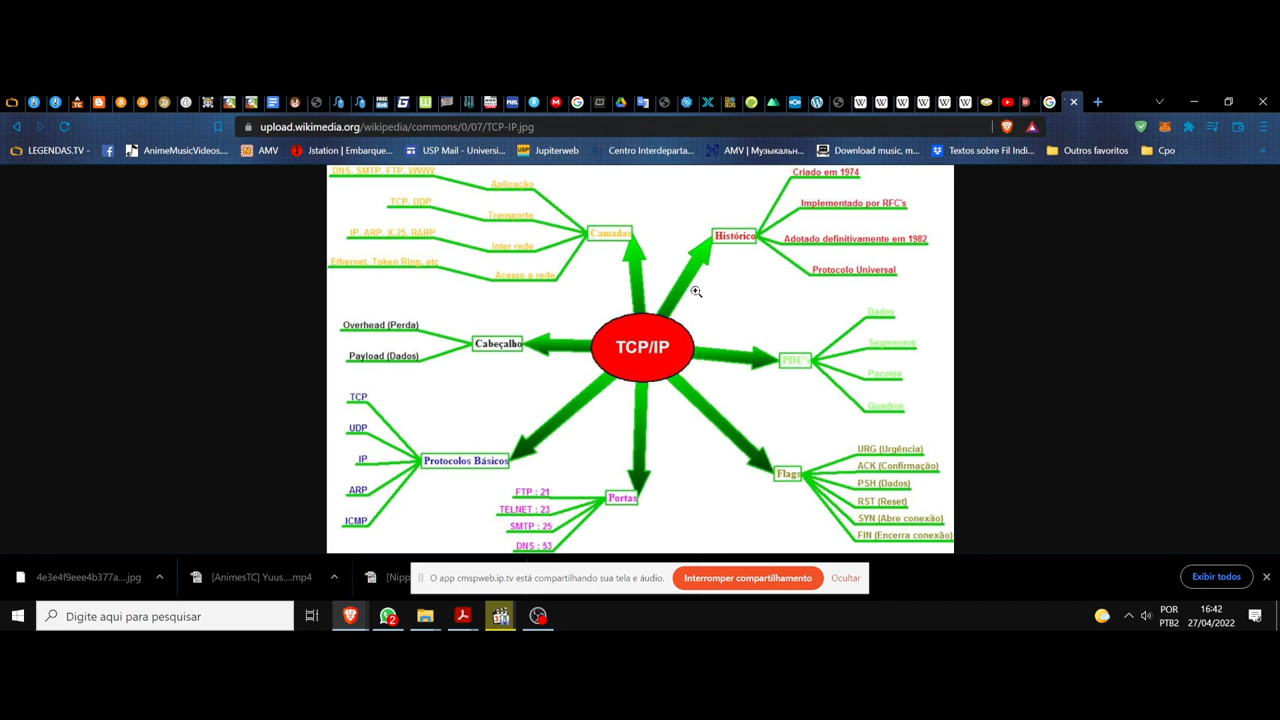 upload.wikimedia.org/wikipedia/commons/0/07/TCP-IP.jpg
LEGENDAS.TV - AnimeMusicVideos... AMV Jstation | Embarque... USP Mail - Universi... Jupiterweb Centro Interdeparta... AMV | Музыкальн... Download music, m... Textos sobre Fil Indi... Outros favoritos Cpo
DNS, SMTP, FTP, WWW
Aplicação
TCP, UDP
Transporte
IP, ARP, X.25, RARP
Inter rede
Ethernet, Token Ring, etc
Acesso a rede
Camadas
Histórico
Criado em 1974
Implementado por RFC's
Adotado definitivamente em 1982
Protocolo Universal
Overhead (Perda)
Payload (Dados)
Cabeçalho
TCP/IP
PDU's
Dados
Segmentos
Pacotes
Quadros
TCP
UDP
IP
ARP
ICMP
Protocolos Básicos
FTP : 21
TELNET : 23
SMTP : 25
DNS : 53
Portas
Flags
URG (Urgência)
ACK (Confirmação)
PSH (Dados)
RST (Reset)
SYN (Abre conexão)
FIN (Encerra conexão)
4e3e4f9eee4b377a....jpg
[AnimesTC] Yuus....mp4
[Nipp
O app cmspweb.ip.tv está compartilhando sua tela e áudio.
Interromper compartilhamento
Ocultar
Exibir todos
Digite aqui para pesquisar
2
POR
PTB2
16:42
27/04/2022